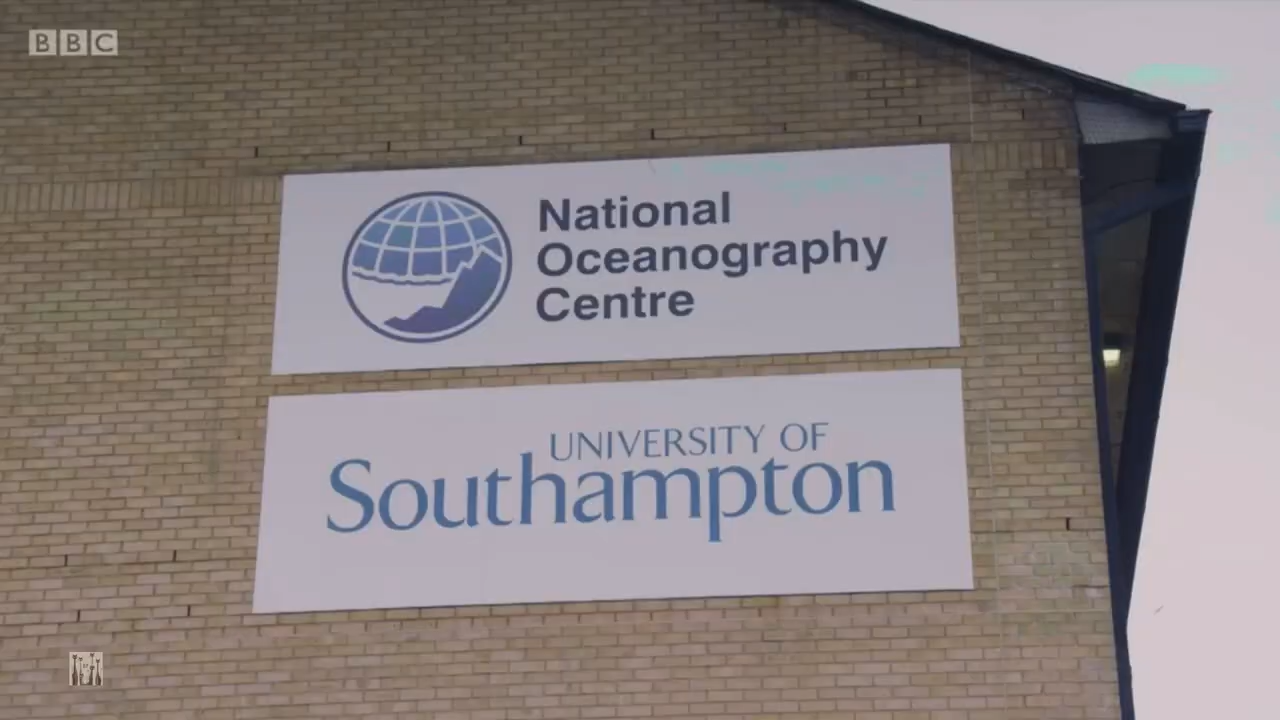 BBC
National
Oceanography
Centre
UNIVERSITY OF
Southampton